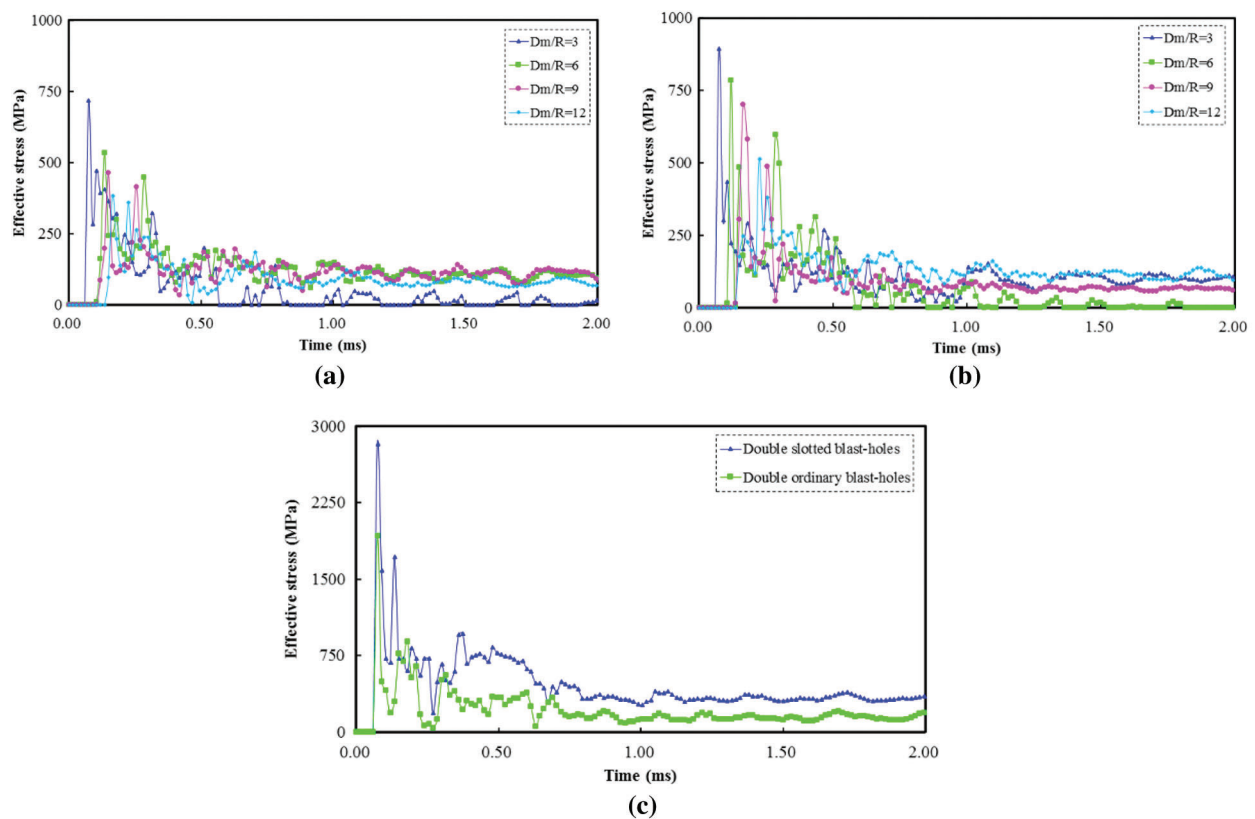 Effective stress (MPa)
1000
750
500
250
0
0.00 0.50 1.00 1.50 2.00
Time (ms)
Dm/R=3
Dm/R=6
Dm/R=9
Dm/R=12
(a)
Effective stress (MPa)
1000
750
500
250
0
0.00 0.50 1.00 1.50 2.00
Time (ms)
Dm/R=3
Dm/R=6
Dm/R=9
Dm/R=12
(b)
Effective stress (MPa)
3000
2250
1500
750
0
0.00 0.50 1.00 1.50 2.00
Time (ms)
Double slotted blast-holes
Double ordinary blast-holes
(c)